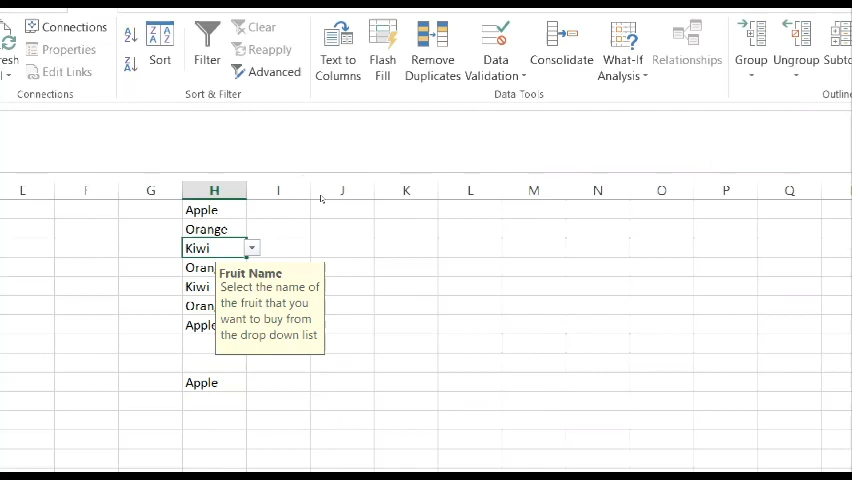 Connections
Properties
Edit Links
Connections
Sort
Filter
Clear
Reapply
Advanced
Sort & Filter
Text to
Columns
Flash
Fill
Remove
Duplicates
Data
Validation
Consolidate
What-If
Analysis
Relationships
Data Tools
Group
Ungroup
F G H I J K L M N O P Q
Apple
Orange
Kiwi
Kiwi
Apple
Fruit Name
Select the name of
the fruit that you
want to buy from
the drop down list
Apple